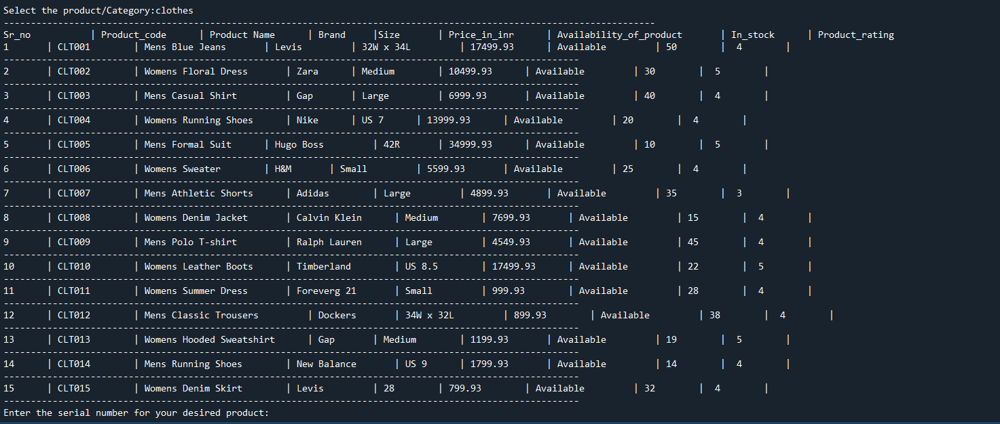 Select the product/Category:clothes
----------------------------------------------------------------------------------------------------------------------------
Sr_no | Product_code | Product Name | Brand |Size | Price_in_inr | Availability_of_product | In_stock | Product_rating
1 | CLT001 | Mens Blue Jeans | Levis | 32W x 34L | 17499.93 | Available | 50 | 4 |
----------------------------------------------------------------------------------------------------------
2 | CLT002 | Womens Floral Dress | Zara | Medium | 10499.93 | Available | 30 | 5 |
----------------------------------------------------------------------------------------------------------
3 | CLT003 | Mens Casual Shirt | Gap | Large | 6999.93 | Available | 40 | 4 |
----------------------------------------------------------------------------------------------------------
4 | CLT004 | Womens Running Shoes | Nike | US 7 | 13999.93 | Available | 20 | 4 |
----------------------------------------------------------------------------------------------------------
5 | CLT005 | Mens Formal Suit | Hugo Boss | 42R | 34999.93 | Available | 10 | 5 |
----------------------------------------------------------------------------------------------------------
6 | CLT006 | Womens Sweater | H&M | Small | 5599.93 | Available | 25 | 4 |
----------------------------------------------------------------------------------------------------------
7 | CLT007 | Mens Athletic Shorts | Adidas | Large | 4899.93 | Available | 35 | 3 |
----------------------------------------------------------------------------------------------------------
8 | CLT008 | Womens Denim Jacket | Calvin Klein | Medium | 7699.93 | Available | 15 | 4 |
----------------------------------------------------------------------------------------------------------
9 | CLT009 | Mens Polo T-shirt | Ralph Lauren | Large | 4549.93 | Available | 45 | 4 |
----------------------------------------------------------------------------------------------------------
10 | CLT010 | Womens Leather Boots | Timberland | US 8.5 | 17499.93 | Available | 22 | 5 |
----------------------------------------------------------------------------------------------------------
11 | CLT011 | Womens Summer Dress | Foreverg 21 | Small | 999.93 | Available | 28 | 4 |
----------------------------------------------------------------------------------------------------------
12 | CLT012 | Mens Classic Trousers | Dockers | 34W x 32L | 899.93 | Available | 38 | 4 |
----------------------------------------------------------------------------------------------------------
13 | CLT013 | Womens Hooded Sweatshirt | Gap | Medium | 1199.93 | Available | 19 | 5 |
----------------------------------------------------------------------------------------------------------
14 | CLT014 | Mens Running Shoes | New Balance | US 9 | 1799.93 | Available | 14 | 4 |
----------------------------------------------------------------------------------------------------------
15 | CLT015 | Womens Denim Skirt | Levis | 28 | 799.93 | Available | 32 | 4 |
----------------------------------------------------------------------------------------------------------
Enter the serial number for your desired product: